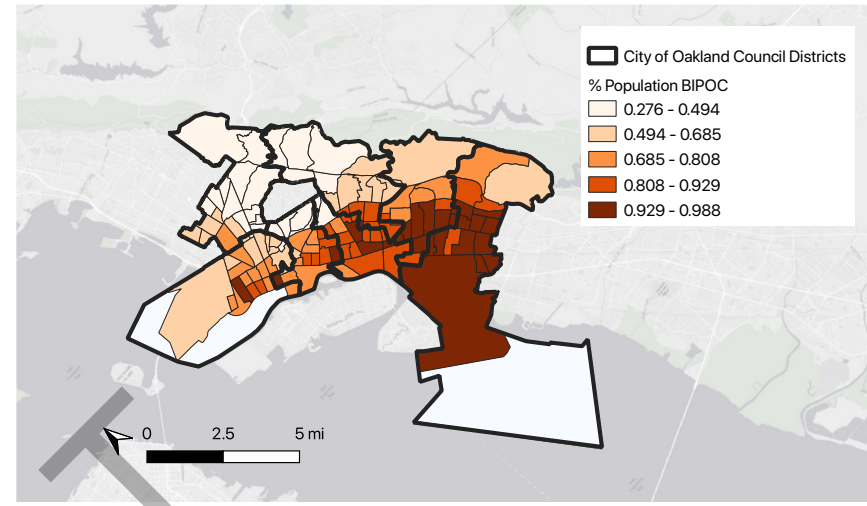 City of Oakland Council Districts
% Population BIPOC
0.276 - 0.494
0.494 - 0.685
0.685 - 0.808
0.808 - 0.929
0.929 - 0.988
0 2.5 5 mi